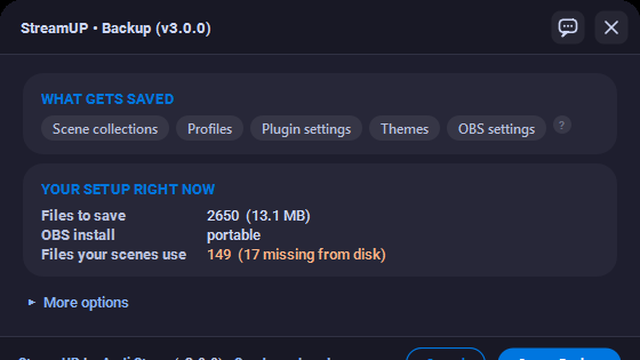 StreamUP • Backup (v3.0.0)
WHAT GETS SAVED
Scene collections Profiles Plugin settings Themes OBS settings ?
YOUR SETUP RIGHT NOW
Files to save 2650 (13.1 MB)
OBS install portable
Files your scenes use 149 (17 missing from disk)
More options